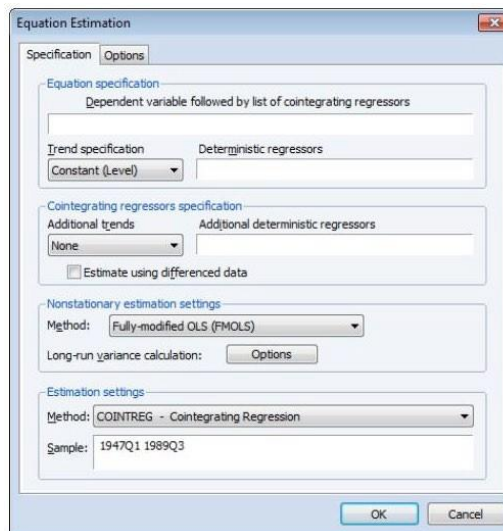 Equation Estimation
Specification Options
Equation specification
Dependent variable followed by list of cointegrating regressors
Trend specification Deterministic regressors
Constant (Level)
Cointegrating regressors specification
Additional trends Additional deterministic regressors
None
Estimate using differenced data
Nonstationary estimation settings
Method: Fully-modified OLS (FMOLS)
Long-run variance calculation: Options
Estimation settings
Method: COINTREG - Cointegrating Regression
Sample: 1947Q1 1989Q3
OK Cancel